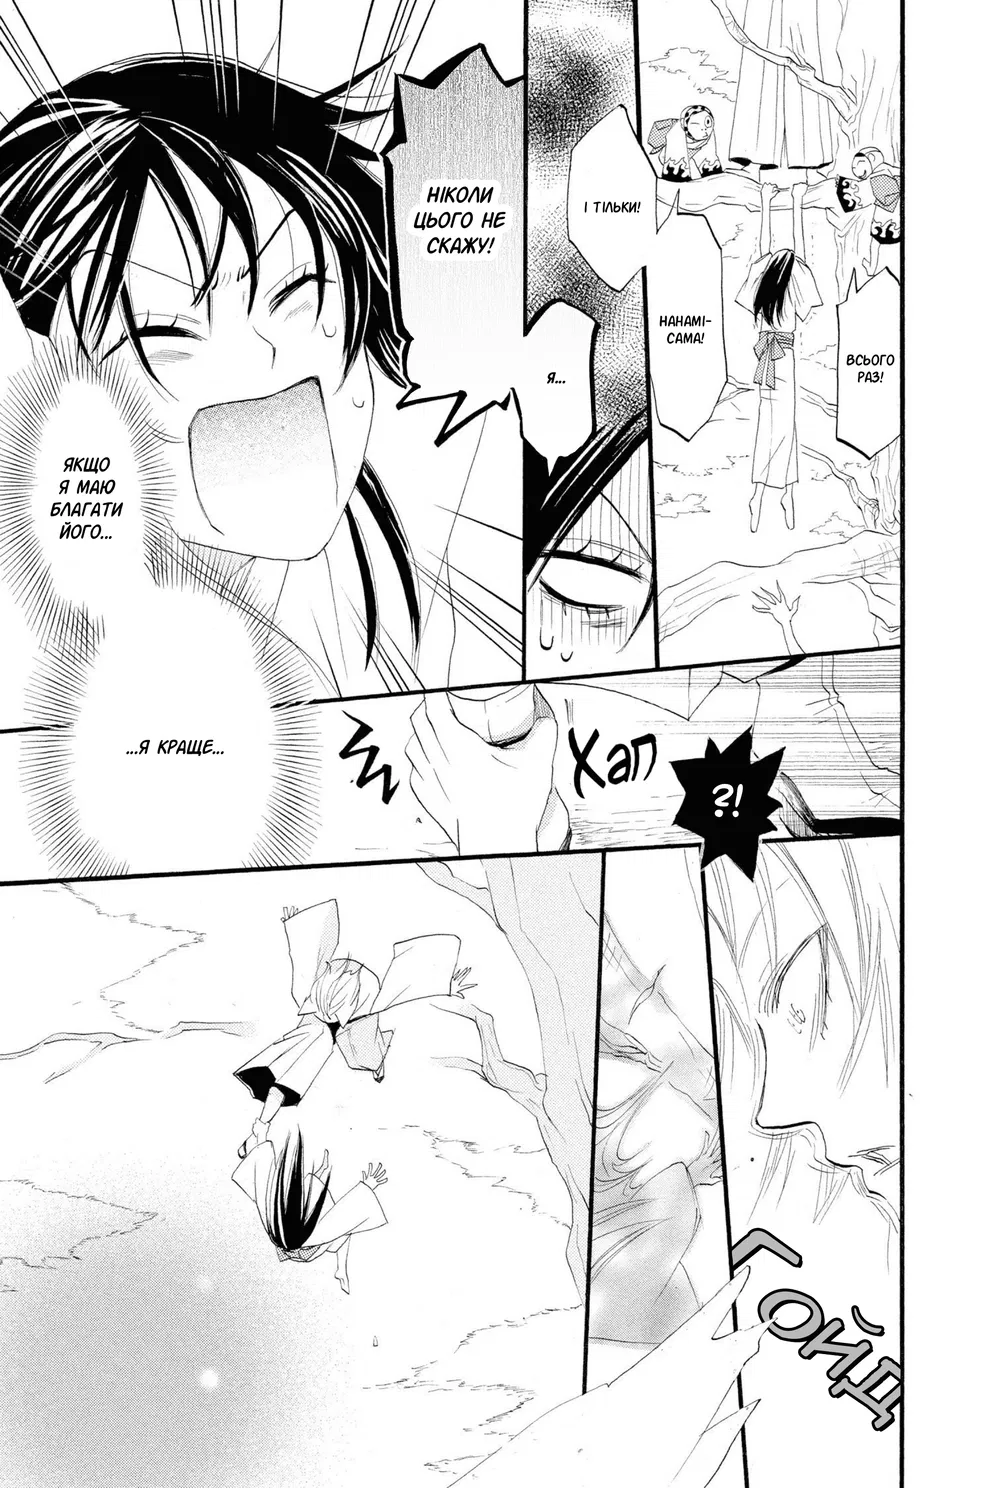 ВСЬОГО
РАЗ!
НАНАМІ-
САМА!
І ТІЛЬКИ!
Я...
НІКОЛИ
ЦЬОГО НЕ
СКАЖУ!
ЯКЩО
Я МАЮ
БЛАГАТИ
ЙОГО...
...Я КРАЩЕ...
?!
Хап
ГОЙД